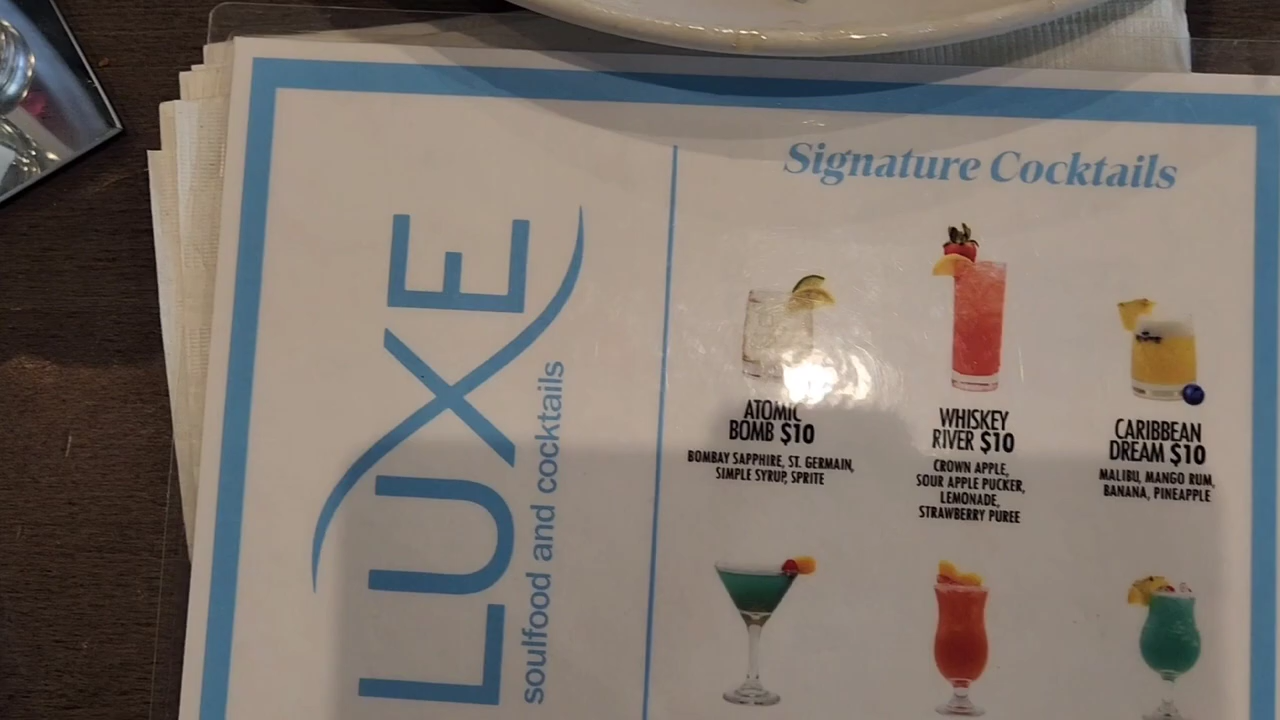 LUXE
soulfood and cocktails
Signature Cocktails
ATOMIC
BOMB $10
BOMBAY SAPPHIRE, ST. GERMAIN,
SIMPLE SYRUP, SPRITE
WHISKEY
RIVER $10
CROWN APPLE,
SOUR APPLE PUCKER,
LEMONADE,
STRAWBERRY PUREE
CARIBBEAN
DREAM $10
MALIBU, MANGO RUM,
BANANA, PINEAPPLE